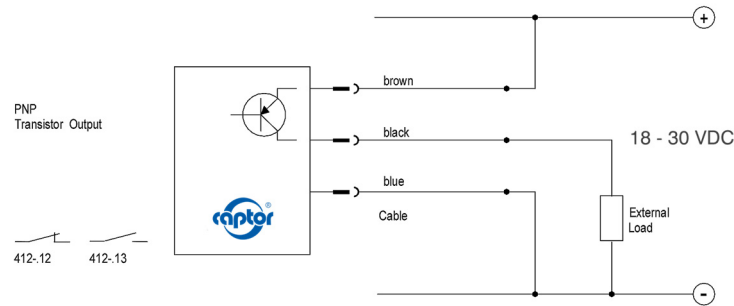 brown
PNP
Transistor Output
black
18 - 30 VDC
blue
captor®
Cable
External
Load
412-.12
412-.13